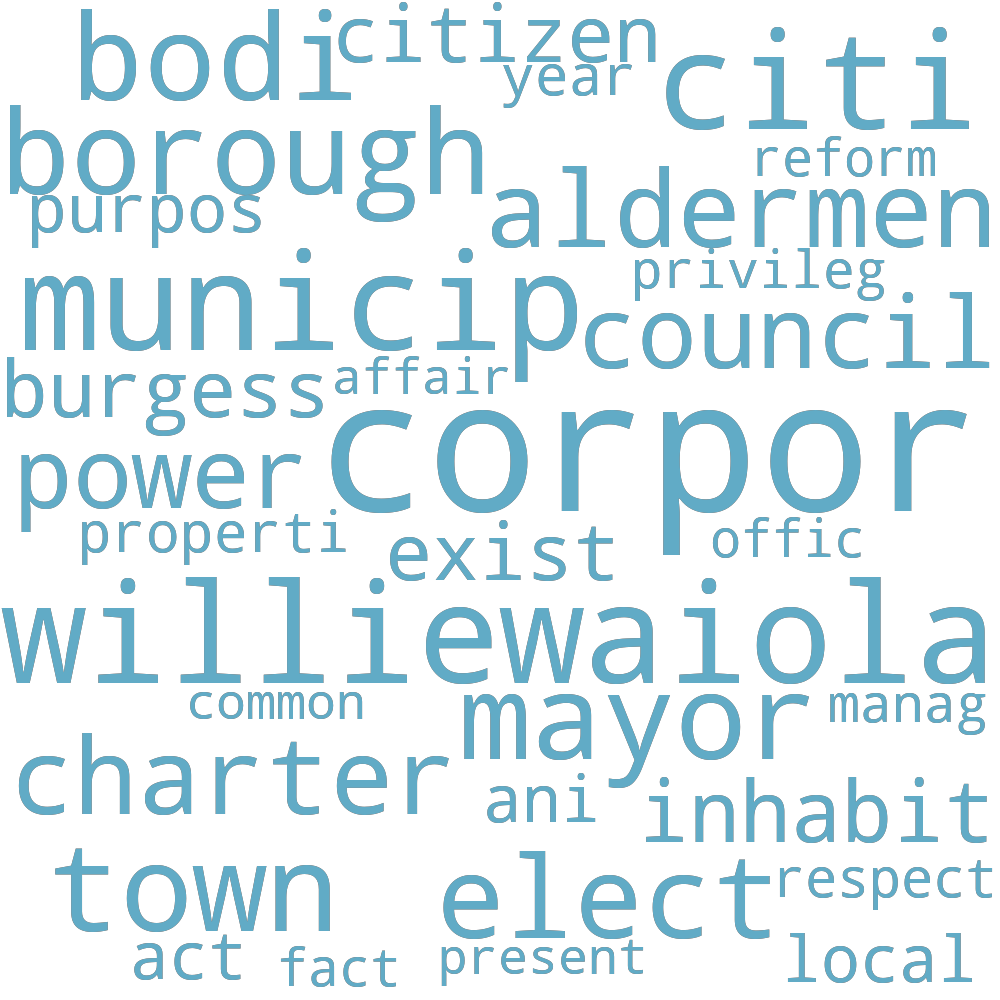 bodi citizen
year citi
borough reform
purpos aldermen
municip privileg
council
burgess affair
power corpor
properti exist offic
williewaiola
common mayor manag
charter ani inhabit
town elect respect
act fact present local